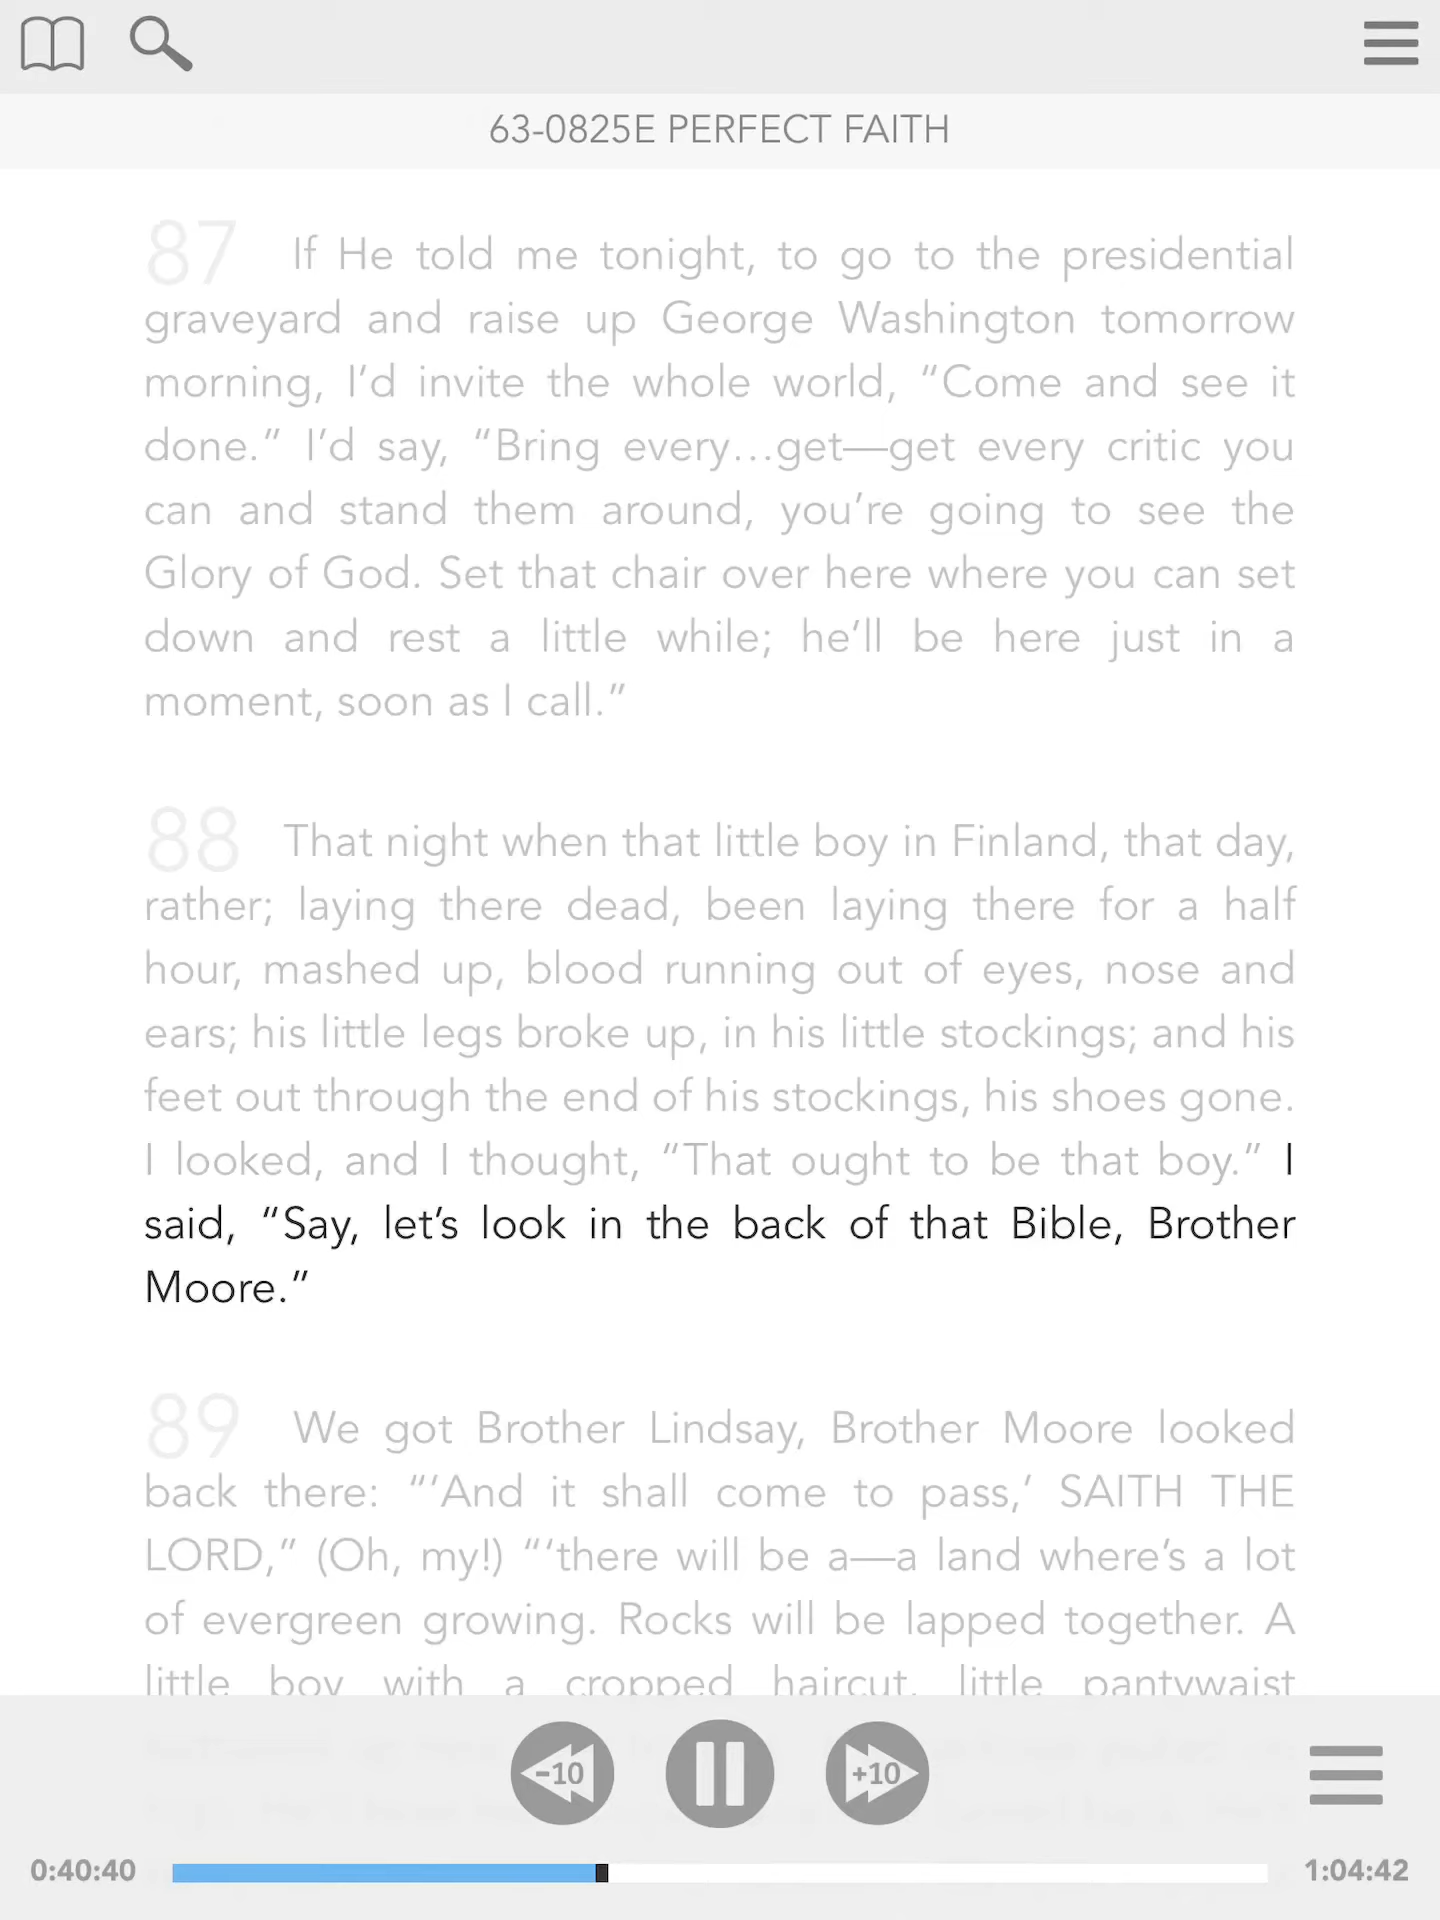 63-0825E PERFECT FAITH
87 If He told me tonight, to go to the presidential
graveyard and raise up George Washington tomorrow
morning, I’d invite the whole world, “Come and see it
done.” I’d say, “Bring every…get—get every critic you
can and stand them around, you’re going to see the
Glory of God. Set that chair over here where you can set
down and rest a little while; he’ll be here just in a
moment, soon as I call.”
88 That night when that little boy in Finland, that day,
rather; laying there dead, been laying there for a half
hour, mashed up, blood running out of eyes, nose and
ears; his little legs broke up, in his little stockings; and his
feet out through the end of his stockings, his shoes gone.
I looked, and I thought, “That ought to be that boy.” I
said, “Say, let’s look in the back of that Bible, Brother
Moore.”
89 We got Brother Lindsay, Brother Moore looked
back there: “‘And it shall come to pass,’ SAITH THE
LORD,” (Oh, my!) “‘there will be a—a land where’s a lot
of evergreen growing. Rocks will be lapped together. A
little boy with a cropped haircut, little pantywaist
-10 +10
0:40:40 1:04:42